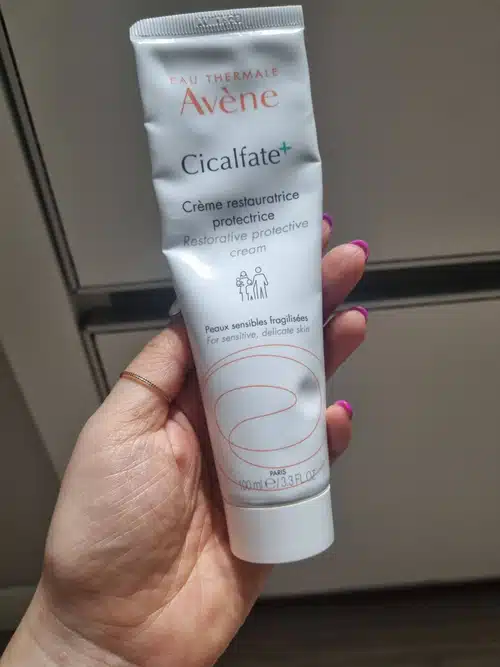 EAU THERMALE
Avène
Cicalfate+
Crème restauratrice
protectrice
Restorative protective
cream
Peaux sensibles fragilisées
For sensitive, delicate skin
PARIS
100 ml ℮ / 3.3 FL. OZ.